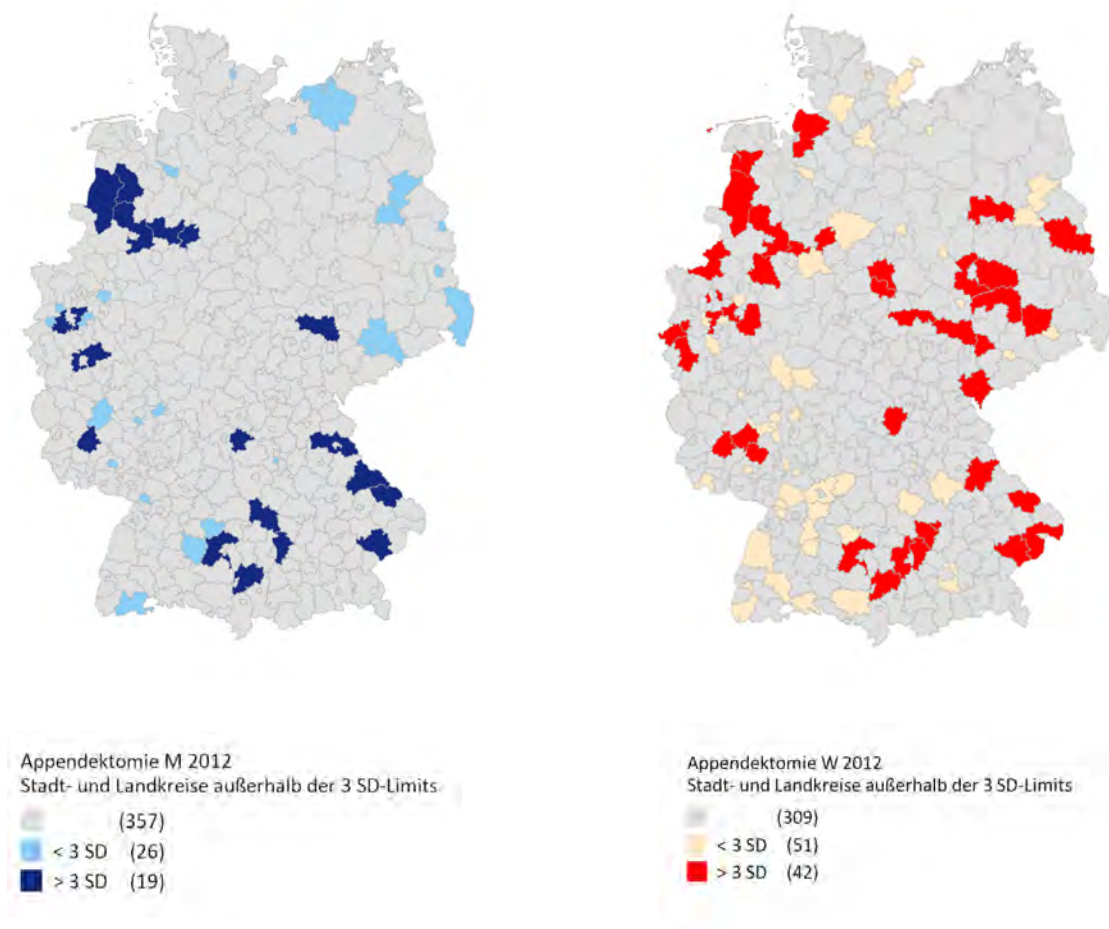 Appendektomie M 2012
Stadt- und Landkreise außerhalb der 3 SD-Limits
(357)
< 3 SD (26)
> 3 SD (19)
Appendektomie W 2012
Stadt- und Landkreise außerhalb der 3 SD-Limits
(309)
< 3 SD (51)
> 3 SD (42)